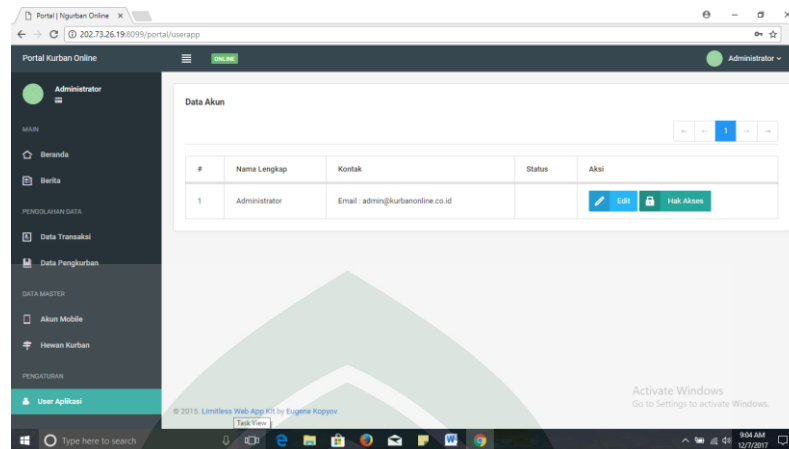 Portal | Ngurban Online
202.73.26.19:8099/portal/userapp
Portal Kurban Online
ONLINE
Administrator
Administrator
MAIN
Beranda
Berita
PENGOLAHAN DATA
Data Transaksi
Data Pengkurban
DATA MASTER
Akun Mobile
Hewan Kurban
PENGATURAN
User Aplikasi
Data Akun
← ← 1 → →
# Nama Lengkap Kontak Status Aksi
1 Administrator Email : admin@kurbanonline.co.id Edit Hak Akses
Activate Windows
Go to Settings to activate Windows.
© 2015. Limitless Web App Kit by Eugene Kopyov
Task View
Type here to search
9:04 AM
12/7/2017